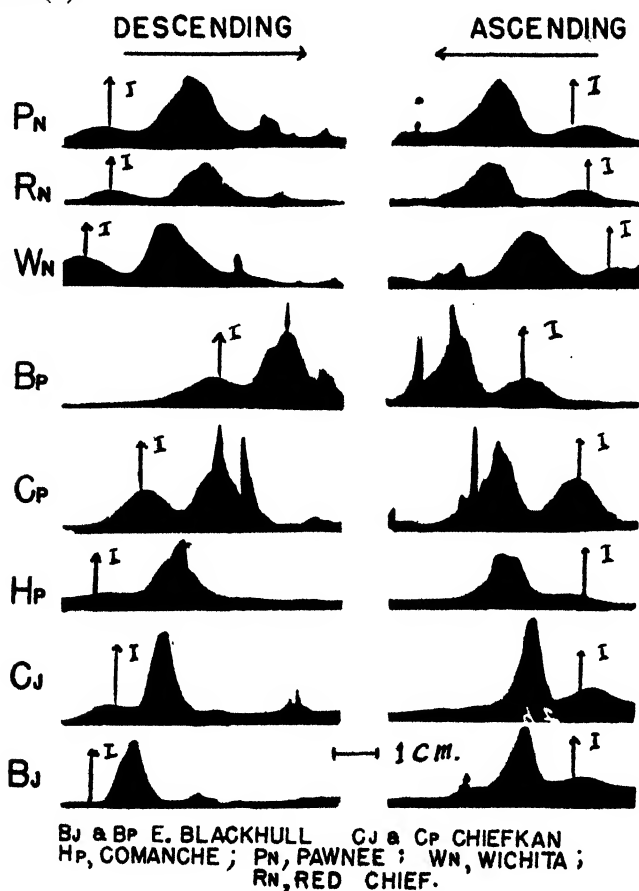 DESCENDING ASCENDING
PN I I
RN I I
WN I I
BP I I
CP I I
HP I I
CJ I I
1 CM.
BJ I I
BJ & BP E. BLACKHULL CJ & CP CHIEFKAN
HP, COMANCHE ; PN, PAWNEE ; WN, WICHITA ;
RN, RED CHIEF.